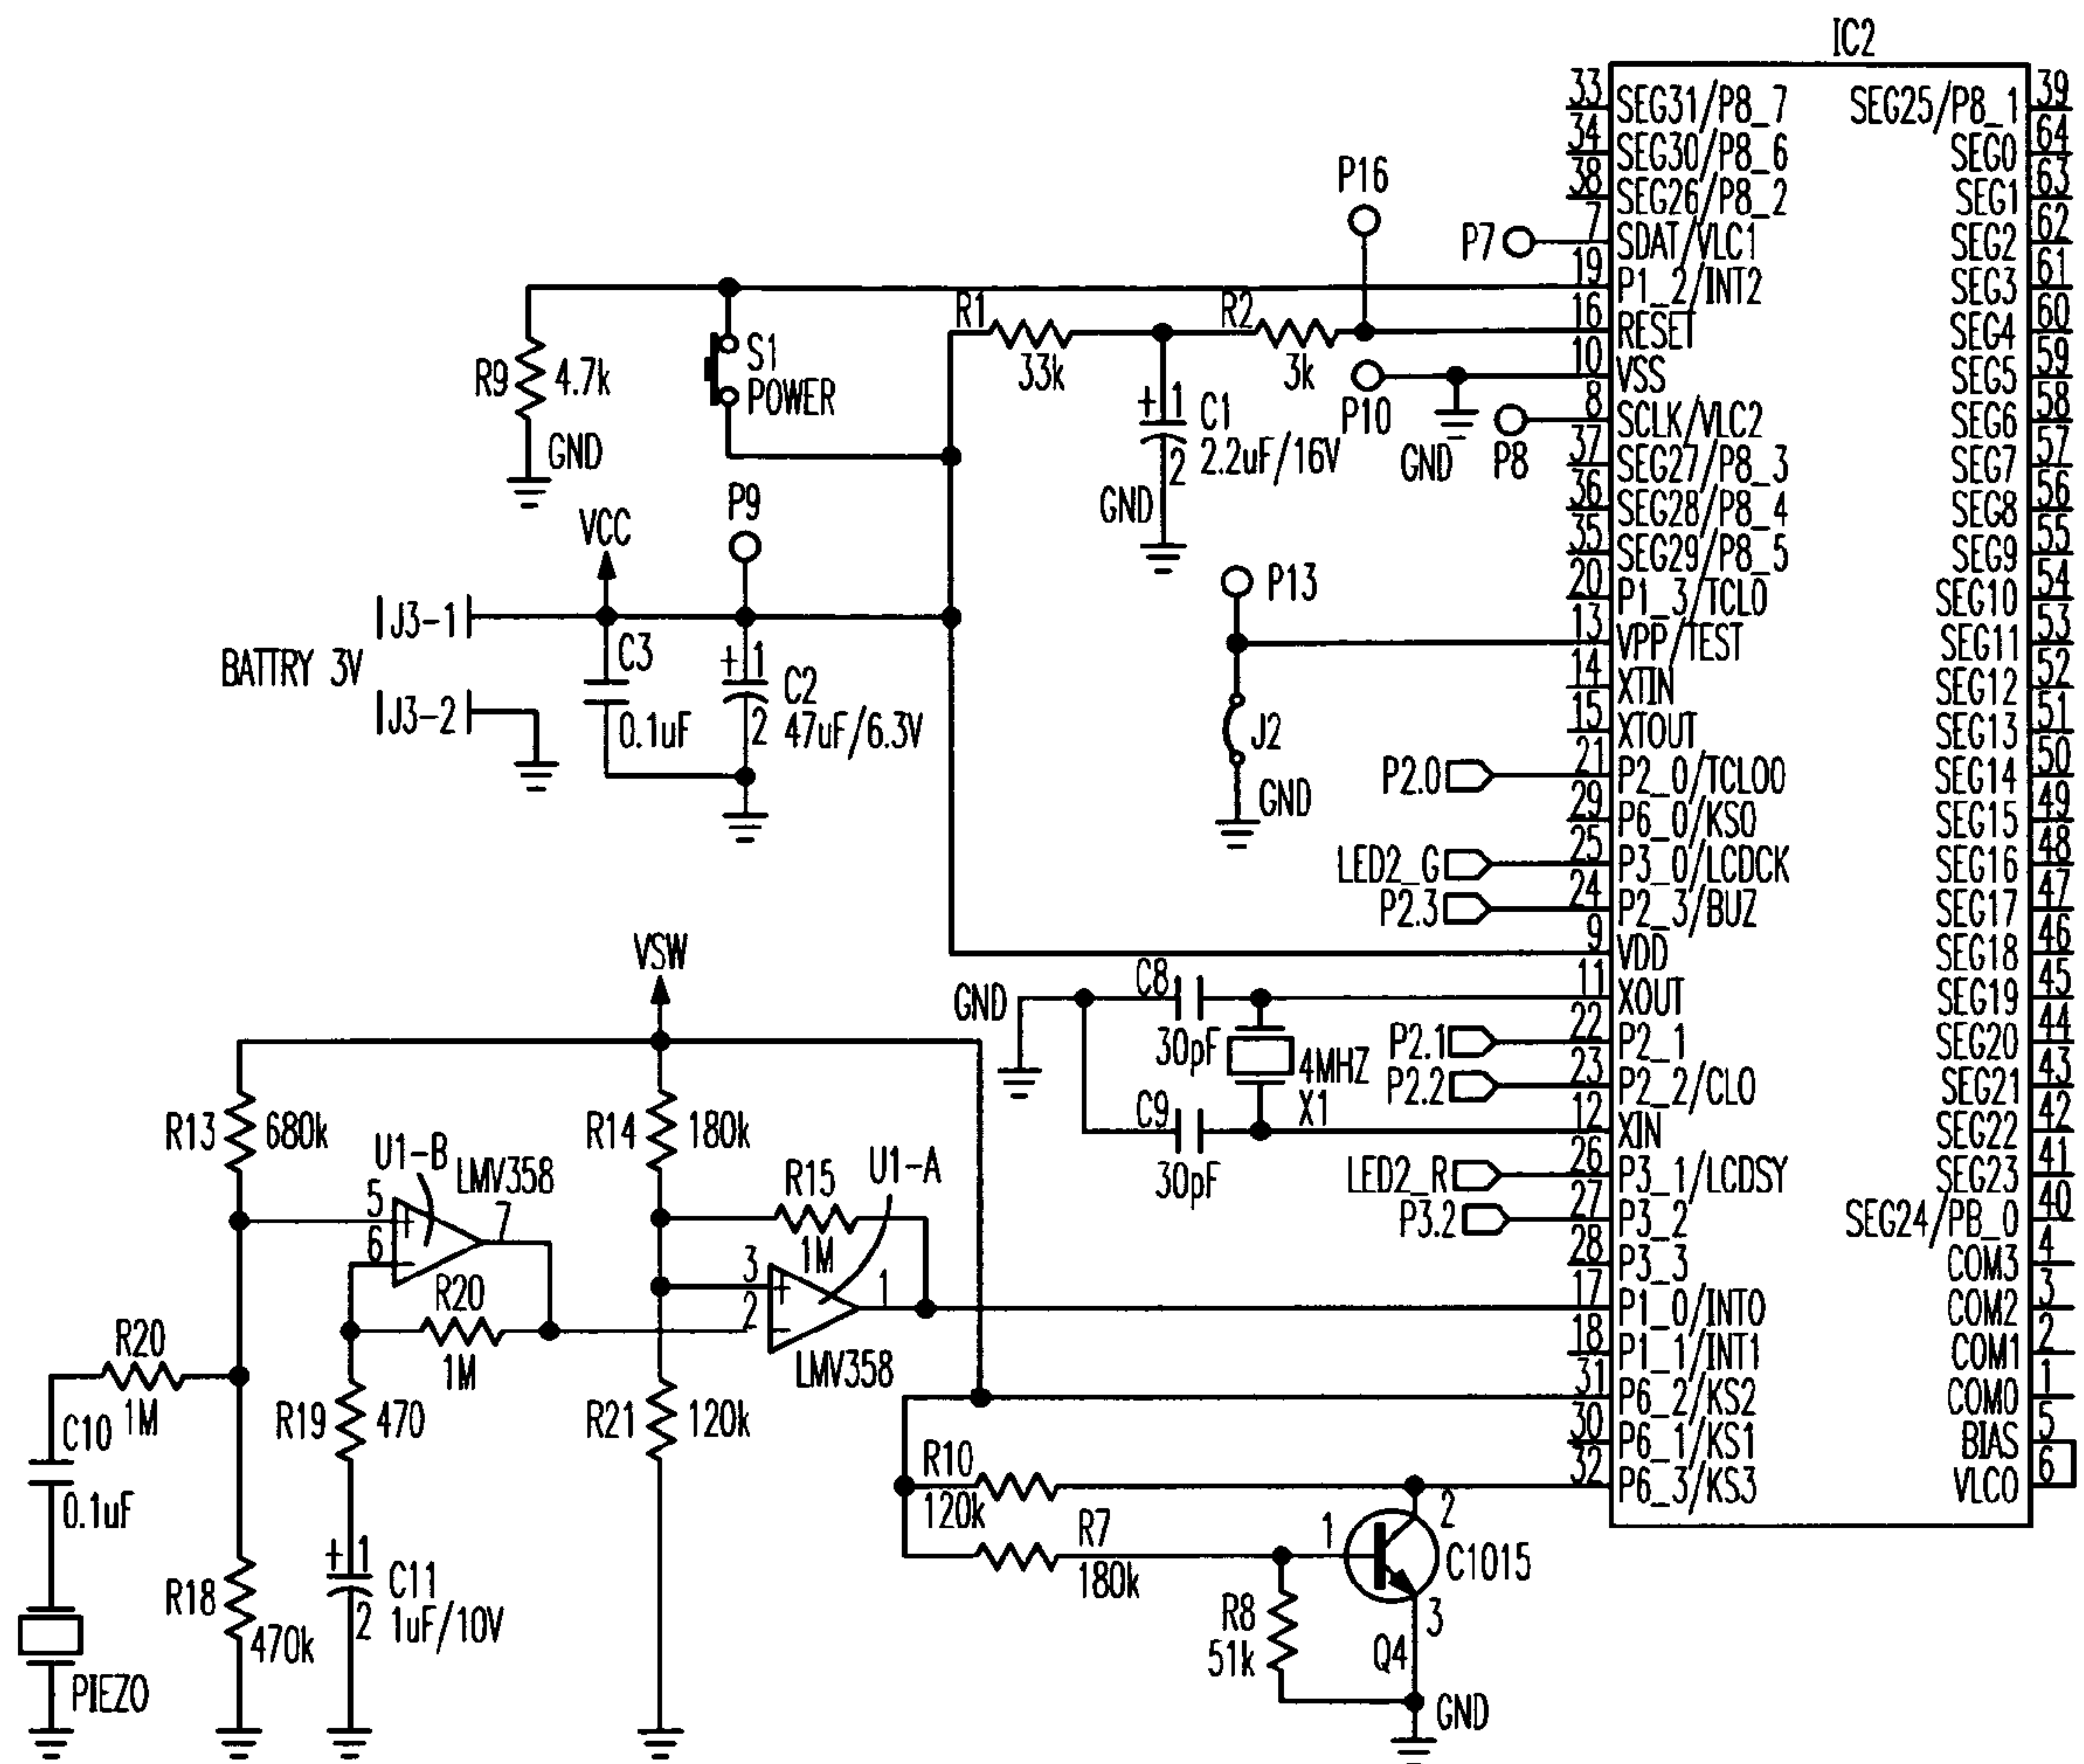 IC2
33 SEG31/P8_7
34 SEG30/P8_6
38 SEG26/P8_2
7 SDAT/VLC1
19 P1_2/INT2
16 RESET
10 VSS
8 SCLK/VLC2
37 SEG27/P8_3
36 SEG28/P8_4
35 SEG29/P8_5
20 P1_3/TCL0
13 VPP/TEST
14 XTIN
15 XTOUT
21 P2_0/TCLO0
29 P6_0/KS0
25 P3_0/LCDCK
24 P2_3/BUZ
9 VDD
11 XOUT
22 P2_1
23 P2_2/CLO
12 XIN
26 P3_1/LCDSY
27 P3_2
28 P3_3
17 P1_0/INT0
18 P1_1/INT1
31 P6_2/KS2
30 P6_1/KS1
32 P6_3/KS3
SEG25/P8_1 39
SEG0 64
SEG1 63
SEG2 62
SEG3 61
SEG4 60
SEG5 59
SEG6 58
SEG7 57
SEG8 56
SEG9 55
SEG10 54
SEG11 53
SEG12 52
SEG13 51
SEG14 50
SEG15 49
SEG16 48
SEG17 47
SEG18 46
SEG19 45
SEG20 44
SEG21 43
SEG22 42
SEG23 41
SEG24/PB_0 40
COM3 4
COM2 3
COM1 2
COM0 1
BIAS 5
VLC0 6
P16
P7
R1
33k
R2
3k
R9 4.7k
GND
S1
POWER
+ 1
C1
2 2.2uF/16V
GND
P10
GND
P8
VCC
P9
P13
J3-1
BATTRY 3V
J3-2
C3
0.1uF
+ 1
C2
2 47uF/6.3V
J2
GND
P2.0
LED2_G
P2.3
GND
C8
30pF
4MHZ
X1
C9
30pF
P2.1
P2.2
LED2_R
P3.2
VSW
R13 680k
R14 180k
U1-B
LMV358
5 +
6 -
7
R15
1M
U1-A
3 +
2 -
1
LMV358
R20
1M
R20
1M
R19 470
R21 120k
C10
0.1uF
R18
470k
+ 1
C11
2 1uF/10V
PIEZO
R10
120k
R7
180k
1
2
C1015
3
R8
51k
Q4
GND